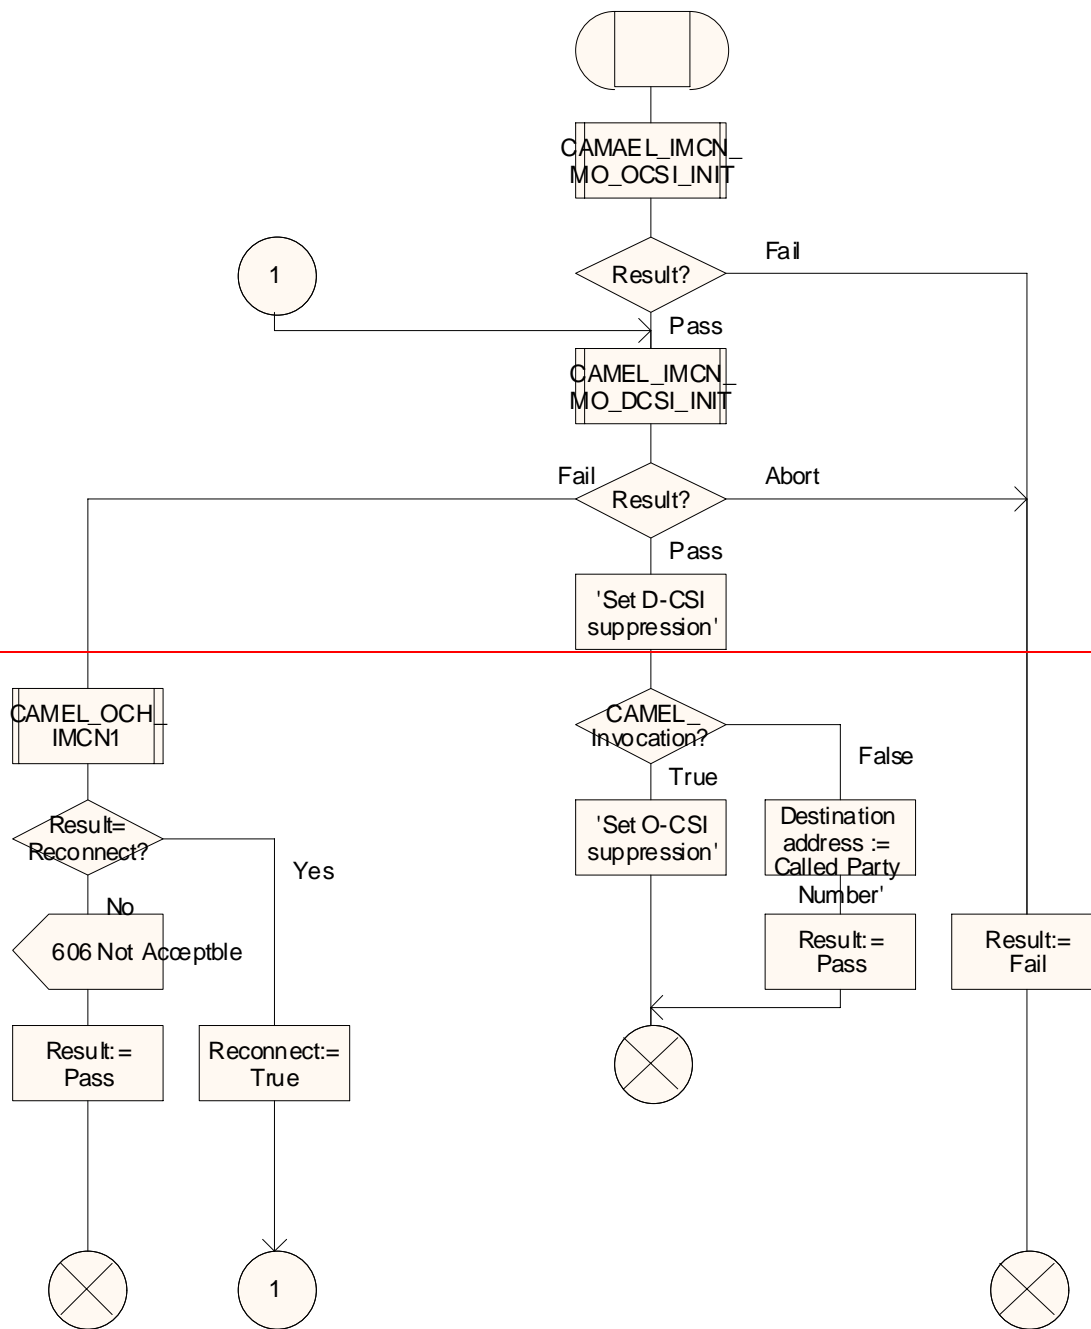 CAMAEL_IMCN_
MO_OCSI_INIT
Fail
1
Result?
Pass
CAMEL_IMCN_
MO_DCSI_INIT
Fail
Abort
Result?
Pass
'Set D-CSI
suppression'
CAMEL_OCH_
IMCN1
CAMEL_
Invocation?
False
True
Result=
Reconnect?
'Set O-CSI
suppression'
Destination
address :=
Called Party
Number'
Yes
No
606 Not Acceptble
Result:=
Pass
Result:=
Fail
Result:=
Pass
Reconnect:=
True
1